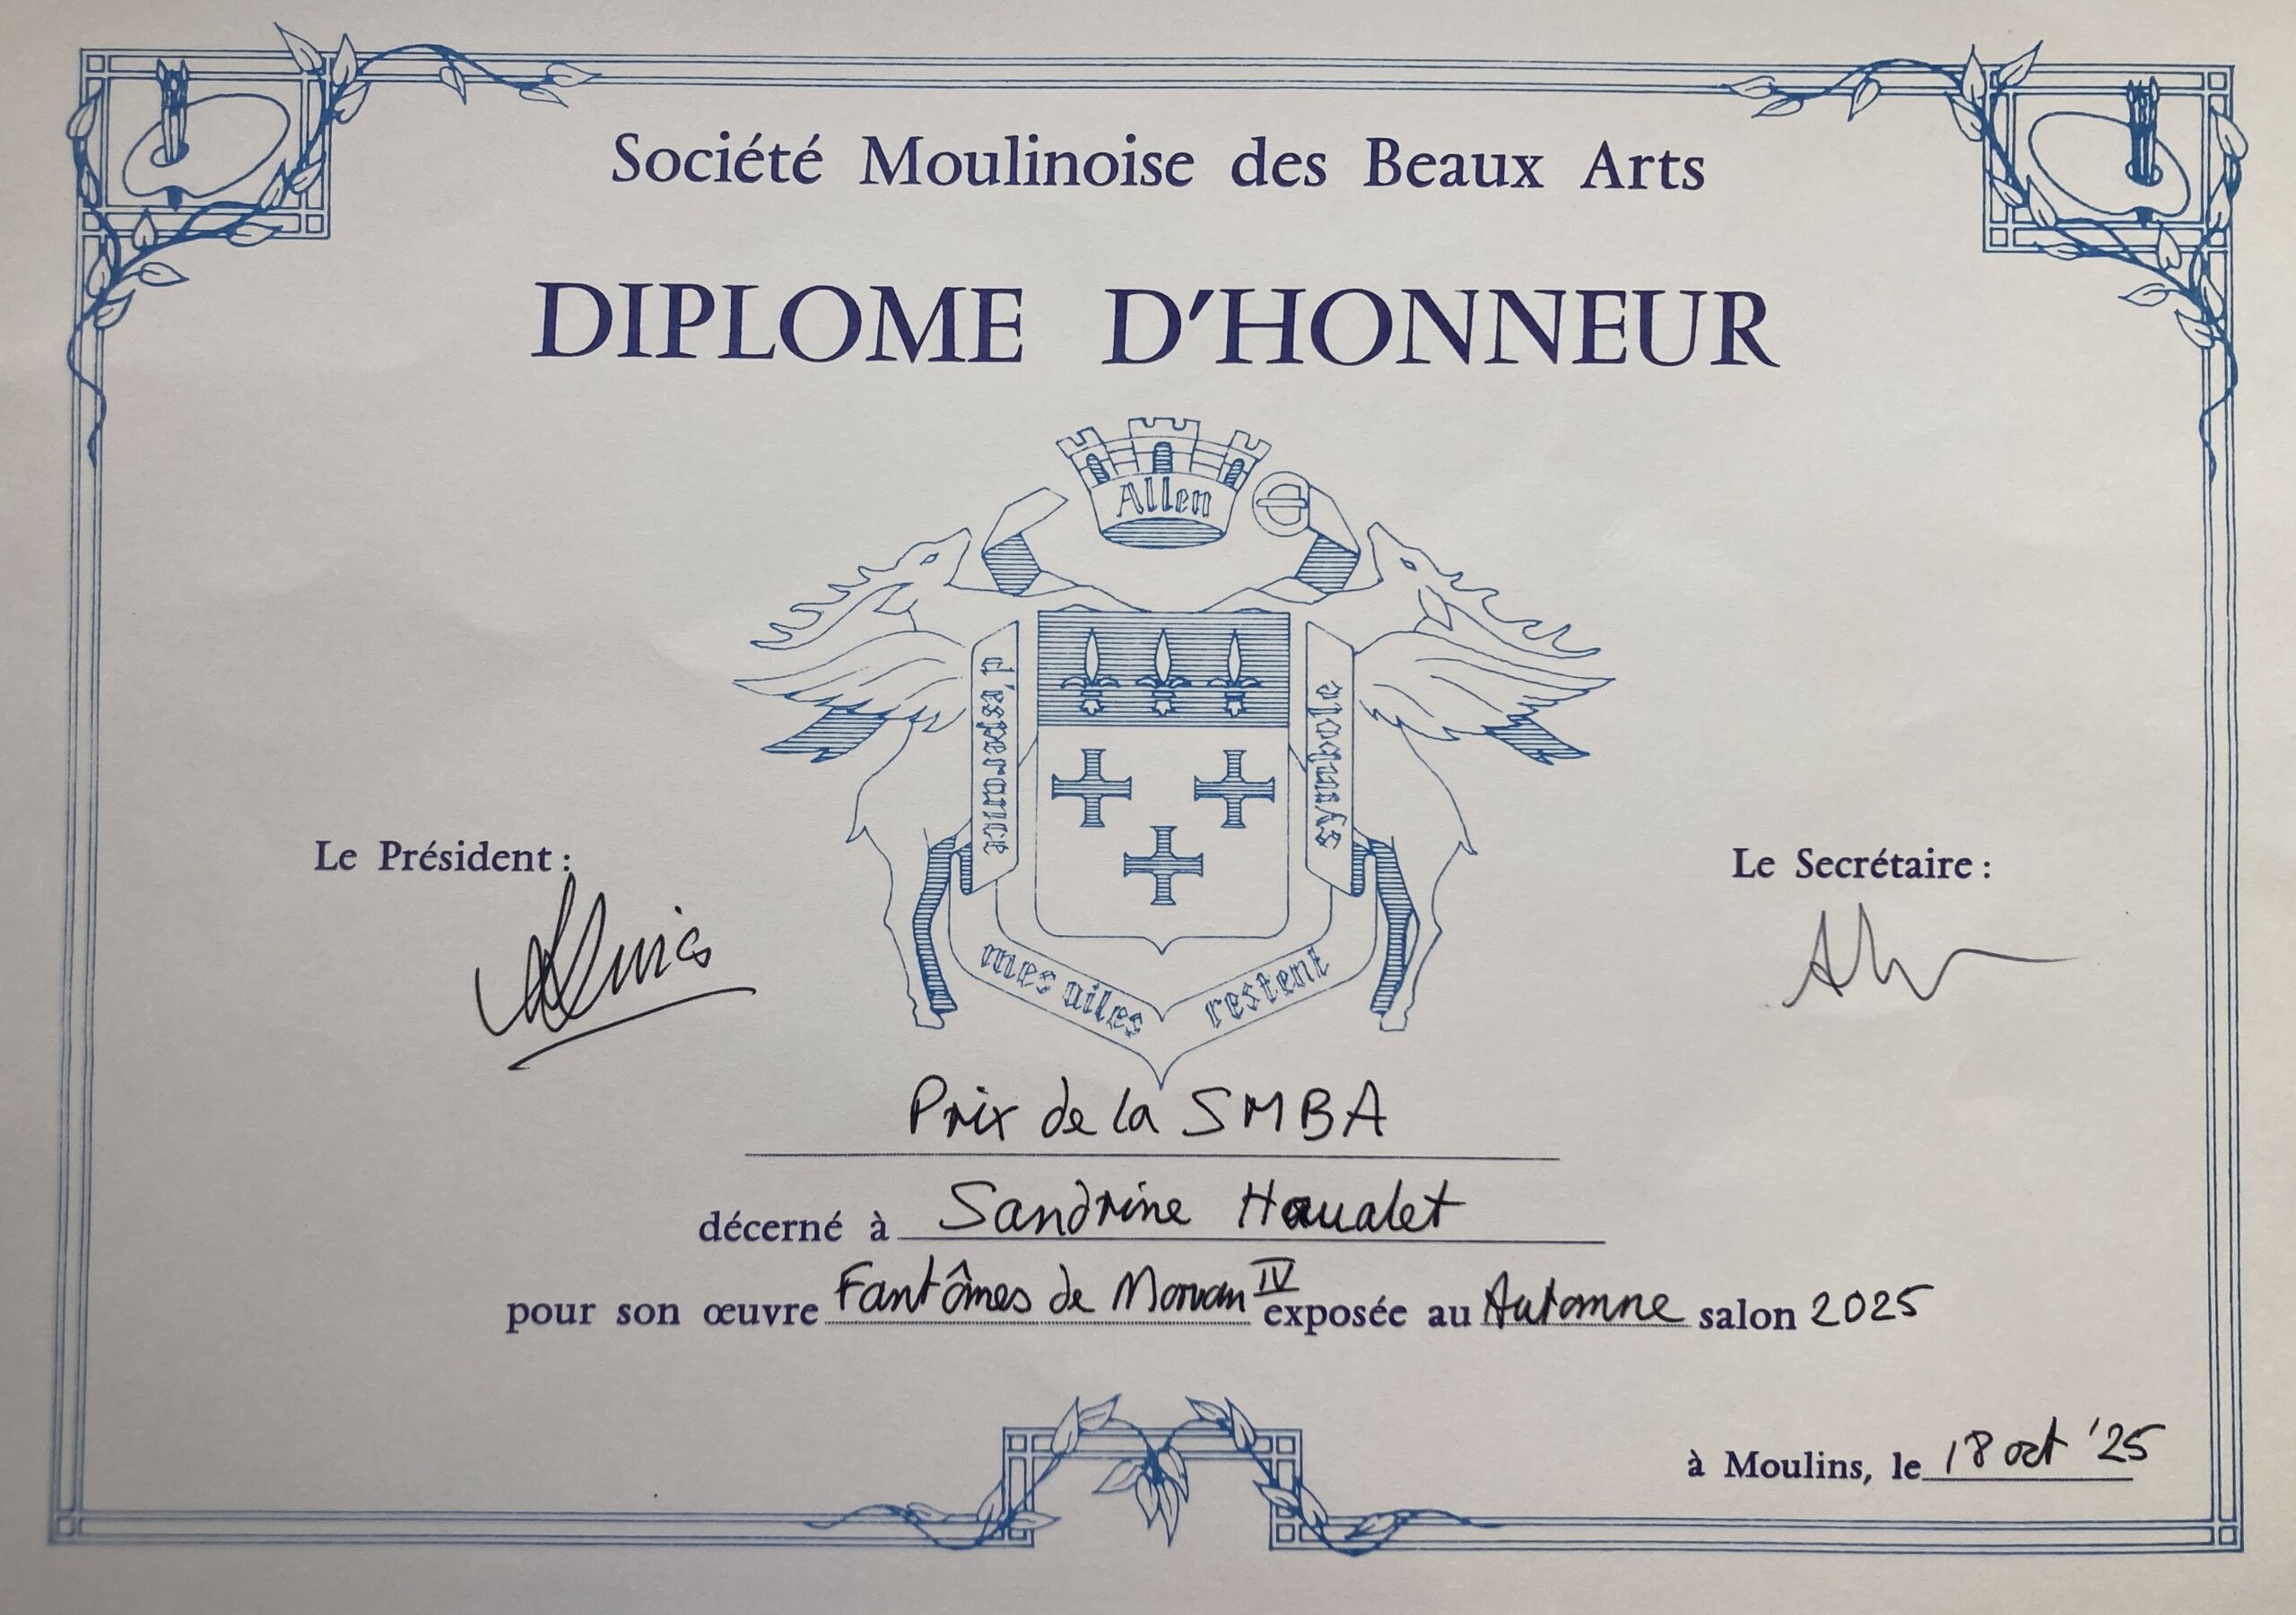 Société Moulinoise des Beaux Arts
DIPLOME D'HONNEUR
Allen
d'esperance
symbole
mes ailes restent
Le Président :
Le Secrétaire :
Prix de la SMBA
décerné à Sandrine Haualet
pour son œuvre Fantômes de Morvan IV exposée au Automne salon 2025
à Moulins, le 18 oct '25